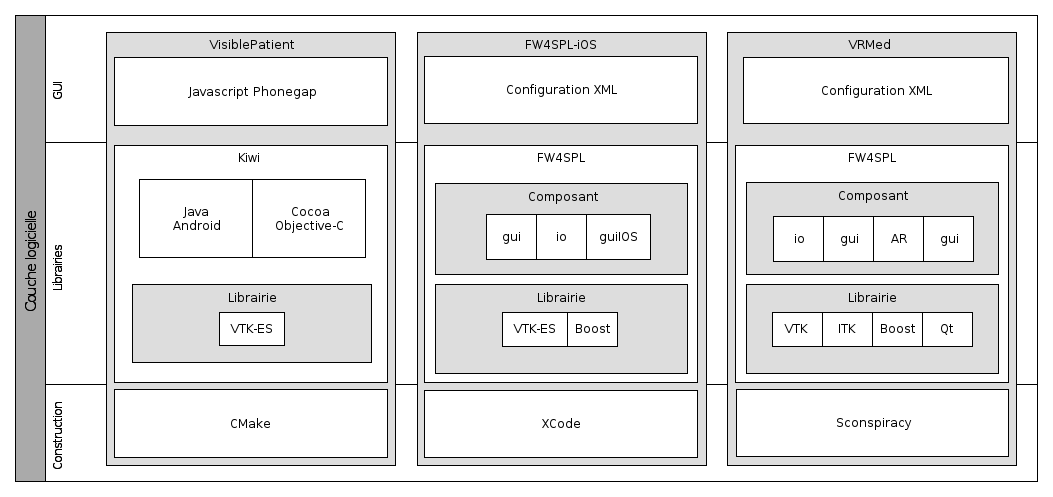 Couche logicielle
GUI
Librairies
Construction
VisiblePatient
Javascript Phonegap
Kiwi
Java
Android
Cocoa
Objective-C
Librairie
VTK-ES
CMake
FW4SPL-iOS
Configuration XML
FW4SPL
Composant
gui
io
guiIOS
Librairie
VTK-ES
Boost
XCode
VRMed
Configuration XML
FW4SPL
Composant
io
gui
AR
gui
Librairie
VTK
ITK
Boost
Qt
Sconspiracy